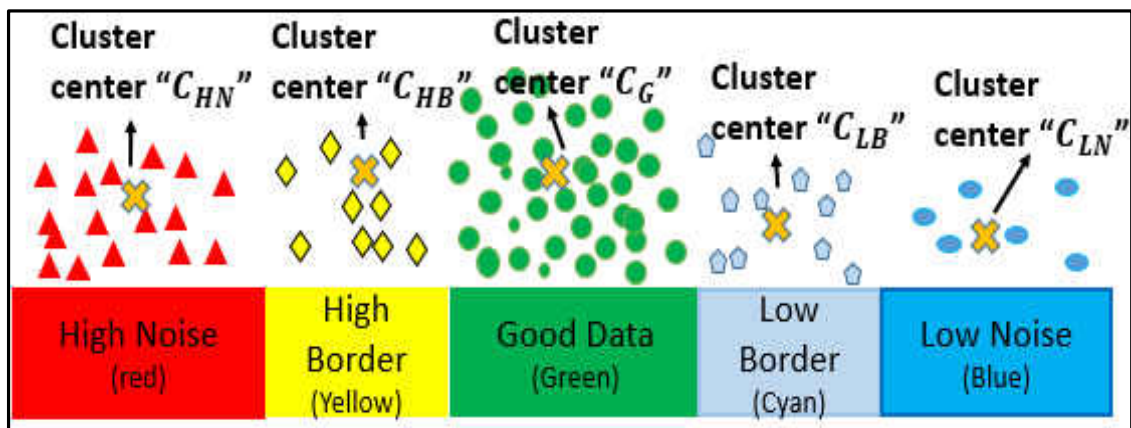 Cluster
center “C_HN”
Cluster
center “C_HB”
Cluster
center “C_G”
Cluster
center “C_LB”
Cluster
center “C_LN”
High Noise
(red)
High
Border
(Yellow)
Good Data
(Green)
Low
Border
(Cyan)
Low Noise
(Blue)